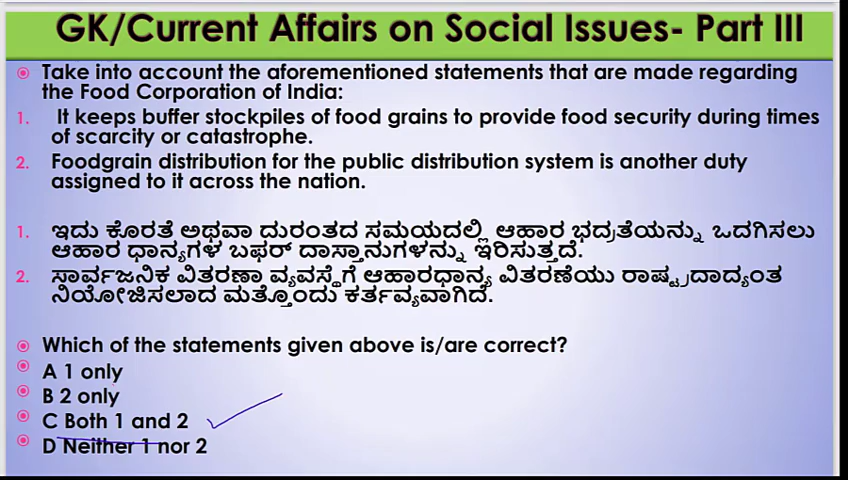 GK/Current Affairs on Social Issues- Part III
Take into account the aforementioned statements that are made regarding
the Food Corporation of India:
1. It keeps buffer stockpiles of food grains to provide food security during times
of scarcity or catastrophe.
2. Foodgrain distribution for the public distribution system is another duty
assigned to it across the nation.
1. ಇದು ಕೊರತೆ ಅಥವಾ ದುರಂತದ ಸಮಯದಲ್ಲಿ ಆಹಾರ ಭದ್ರತೆಯನ್ನು ಒದಗಿಸಲು
ಆಹಾರ ಧಾನ್ಯಗಳ ಬಫರ್ ದಾಸ್ತಾನುಗಳನ್ನು ಇರಿಸುತ್ತದೆ.
2. ಸಾರ್ವಜನಿಕ ವಿತರಣಾ ವ್ಯವಸ್ಥೆಗೆ ಆಹಾರಧಾನ್ಯ ವಿತರಣೆಯು ರಾಷ್ಟ್ರದಾದ್ಯಂತ
ನಿಯೋಜಿಸಲಾದ ಮತ್ತೊಂದು ಕರ್ತವ್ಯವಾಗಿದೆ.
Which of the statements given above is/are correct?
A 1 only
B 2 only
C Both 1 and 2
D Neither 1 nor 2